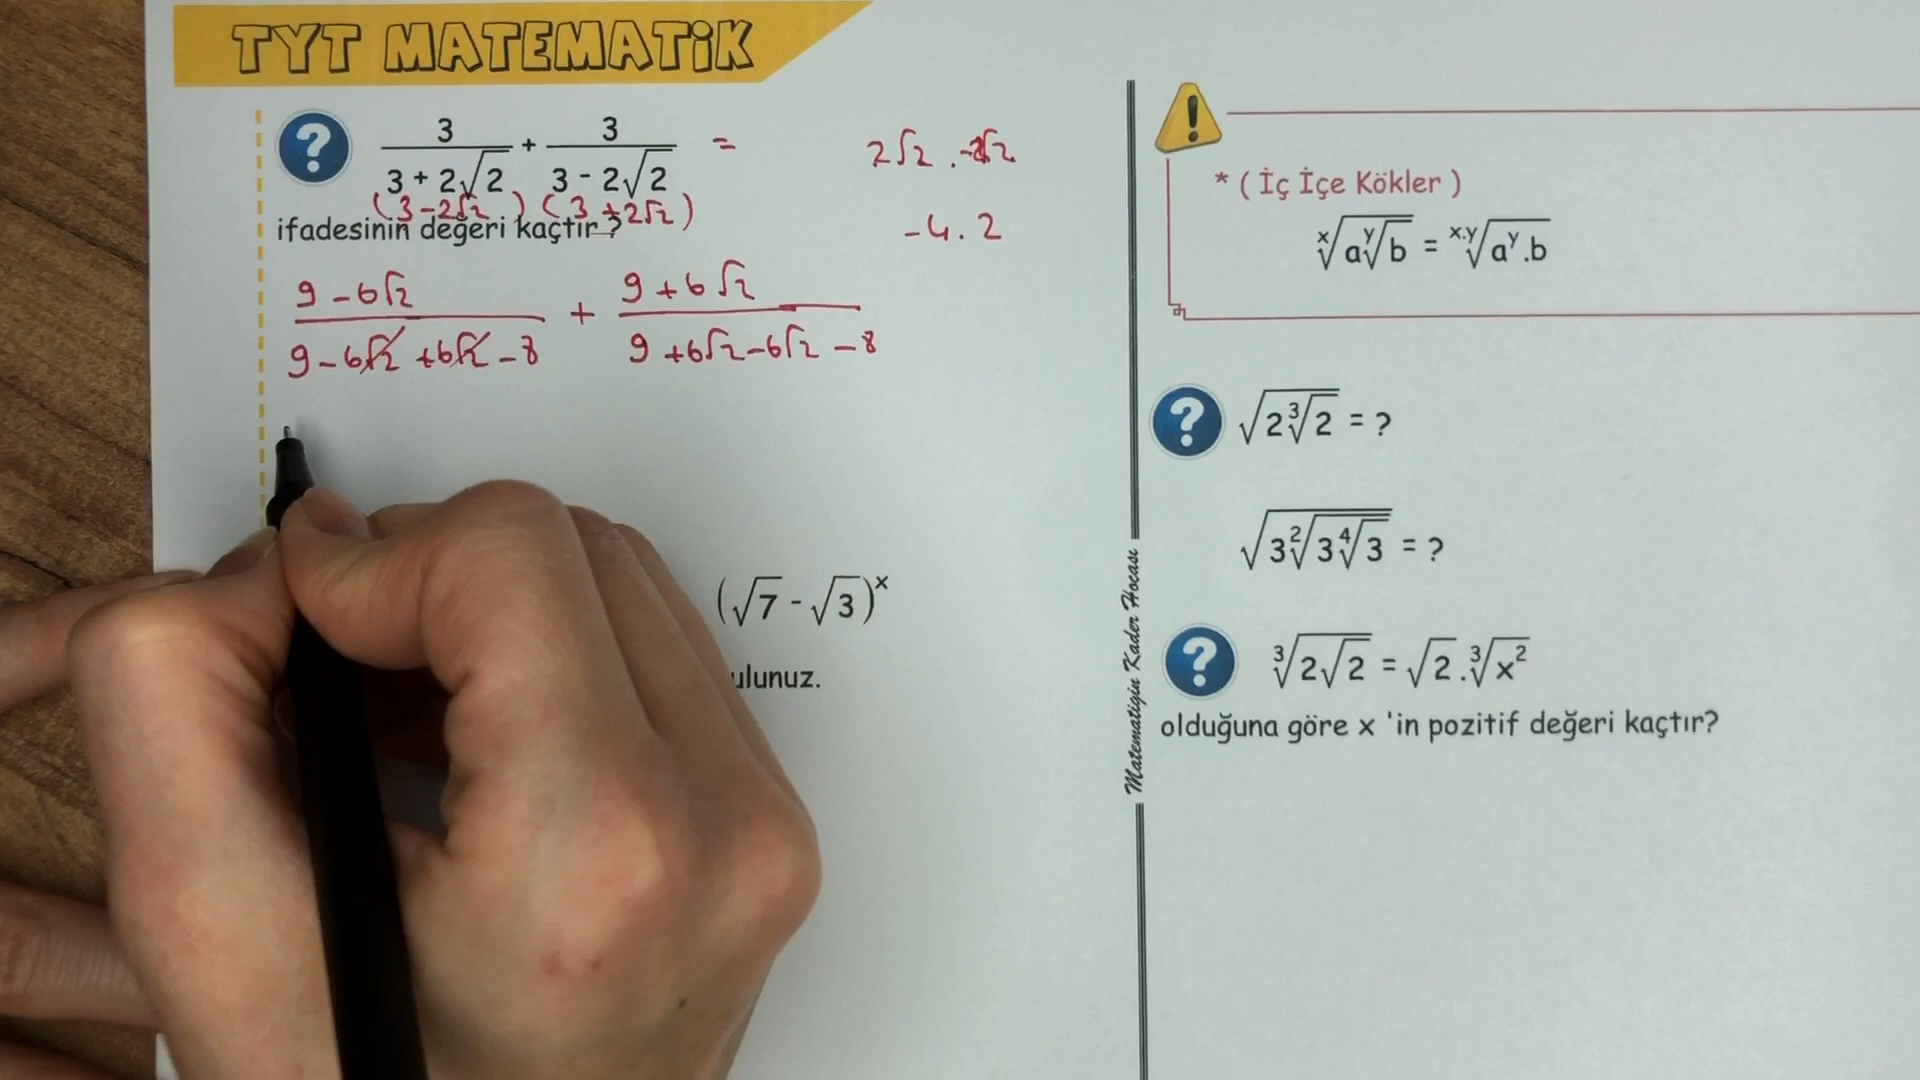 TYT MATEMATİK
3/(3 + 2√2) + 3/(3 - 2√2) =
(3 - 2√2) (3 + 2√2)
ifadesinin değeri kaçtır ?
2√2 . -2√2
-4.2
(9 - 6√2)/(9 - 6√2 + 6√2 - 8) + (9 + 6√2)/(9 + 6√2 - 6√2 - 8)
(√7 - √3)^x
ulunuz.
Matematiğin Kader Hocası
* ( İç İçe Kökler )
ˣ√(a ʸ√b) = ˣ·ʸ√(aʸ.b)
√(2∛2) = ?
√(3 ²√(3 ⁴√3)) = ?
∛(2√2) = √2 . ∛(x²)
olduğuna göre x 'in pozitif değeri kaçtır?